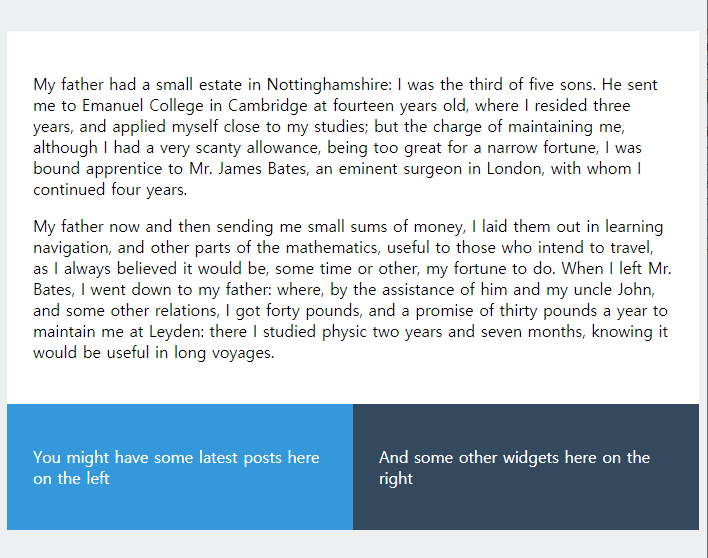 My father had a small estate in Nottinghamshire: I was the third of five sons. He sent
me to Emanuel College in Cambridge at fourteen years old, where I resided three
years, and applied myself close to my studies; but the charge of maintaining me,
although I had a very scanty allowance, being too great for a narrow fortune, I was
bound apprentice to Mr. James Bates, an eminent surgeon in London, with whom I
continued four years.
My father now and then sending me small sums of money, I laid them out in learning
navigation, and other parts of the mathematics, useful to those who intend to travel,
as I always believed it would be, some time or other, my fortune to do. When I left Mr.
Bates, I went down to my father: where, by the assistance of him and my uncle John,
and some other relations, I got forty pounds, and a promise of thirty pounds a year to
maintain me at Leyden: there I studied physic two years and seven months, knowing it
would be useful in long voyages.
You might have some latest posts here
on the left
And some other widgets here on the
right